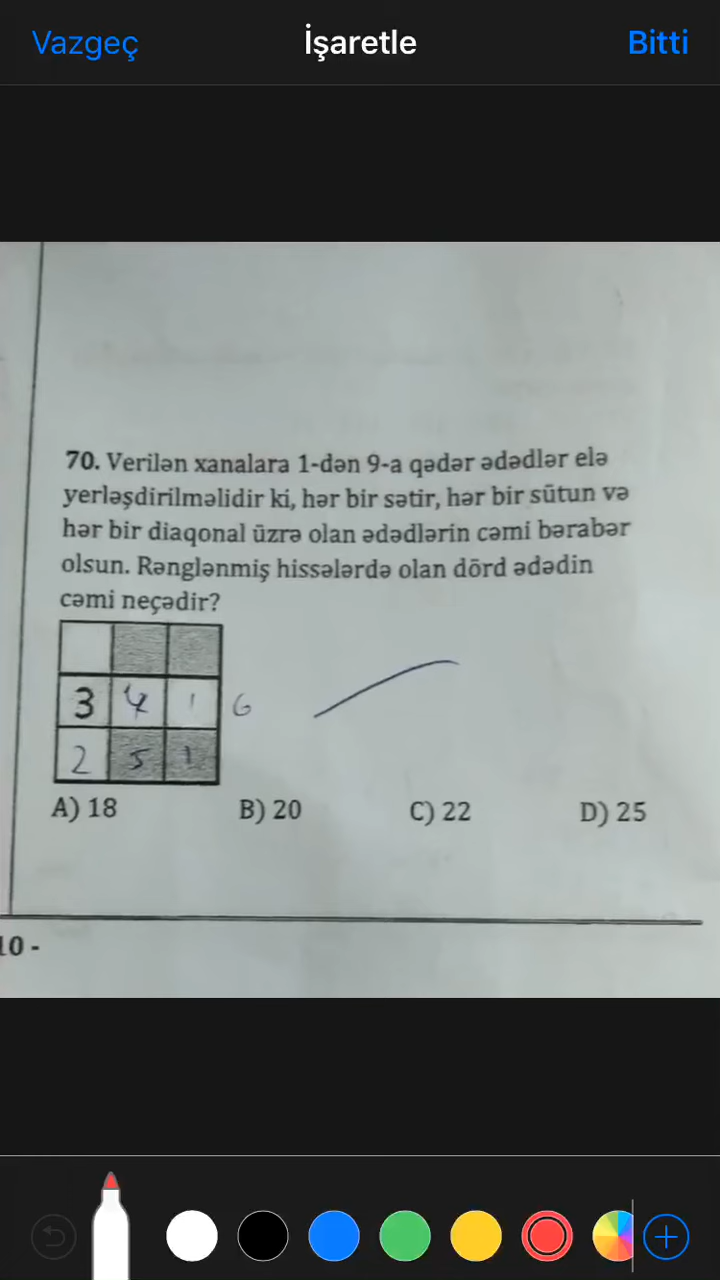 Vazgeç İşaretle Bitti
70. Verilən xanalara 1-dən 9-a qədər ədədlər elə
yerləşdirilməlidir ki, hər bir sətir, hər bir sütun və
hər bir diaqonal üzrə olan ədədlərin cəmi bərabər
olsun. Rənglənmiş hissələrdə olan dörd ədədin
cəmi neçədir?
3 4 1 6
2 5 1
A) 18 B) 20 C) 22 D) 25
10 -